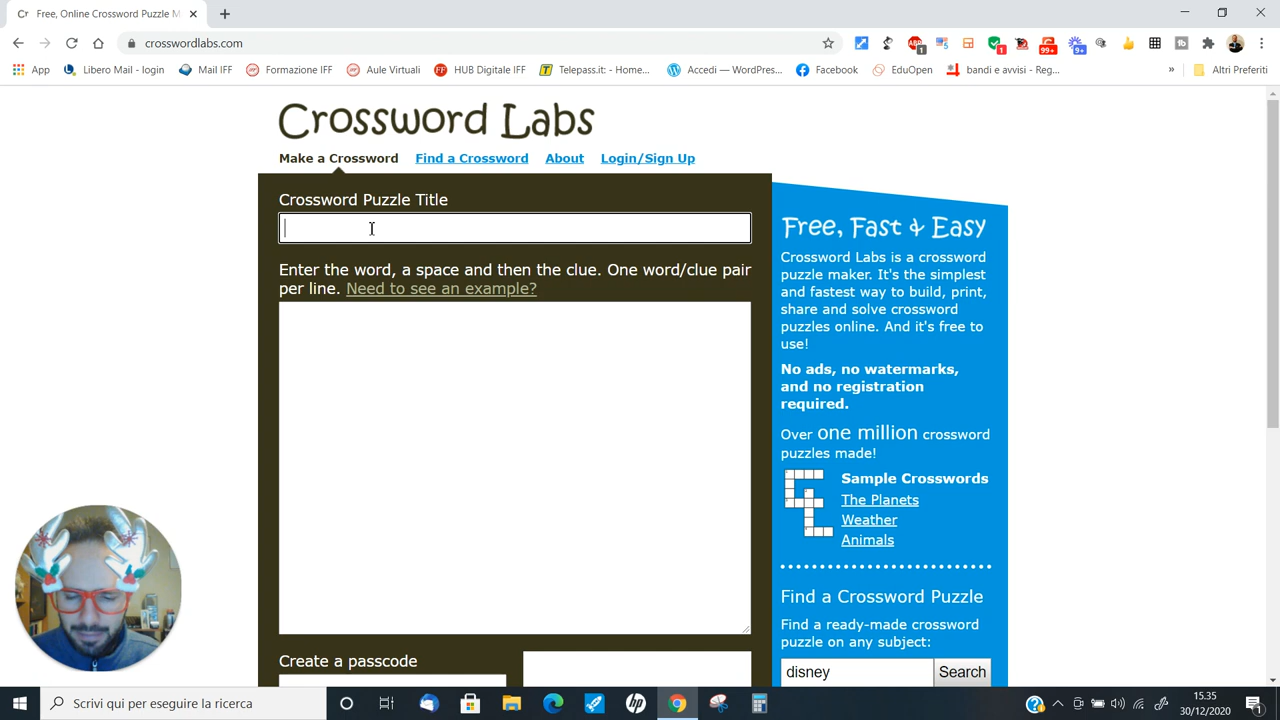 Free, Online Crossword Puzzle M
crosswordlabs.com
App
Libero Mail - login
Mail IFF
Formazione IFF
Aule Virtuali
HUB Digitale IFF
Telepass.it: - Home...
Accedi — WordPres...
Facebook
EduOpen
bandi e avvisi - Reg...
»
Altri Preferiti
Crossword Labs
Make a Crossword
Find a Crossword
About
Login/Sign Up
Crossword Puzzle Title
Enter the word, a space and then the clue. One word/clue pair
per line. Need to see an example?
Create a passcode
Free, Fast & Easy
Crossword Labs is a crossword
puzzle maker. It's the simplest
and fastest way to build, print,
share and solve crossword
puzzles online. And it's free to
use!
No ads, no watermarks,
and no registration
required.
Over one million crossword
puzzles made!
Sample Crosswords
The Planets
Weather
Animals
Find a Crossword Puzzle
Find a ready-made crossword
puzzle on any subject:
disney
Search
Scrivi qui per eseguire la ricerca
15.35
30/12/2020